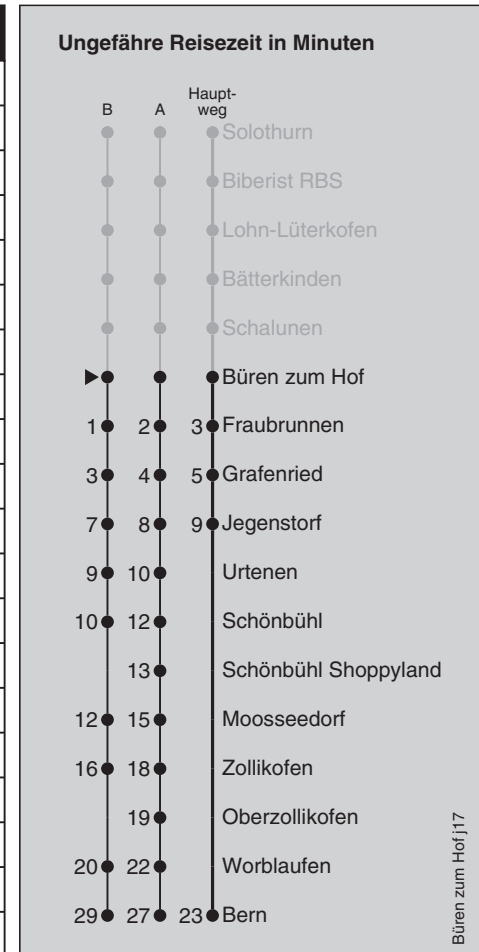 Ungefähre Reisezeit in Minuten
B A Haupt-
weg
Solothurn
Biberist RBS
Lohn-Lüterkofen
Bätterkinden
Schalunen
Büren zum Hof
1 2 3 Fraubrunnen
3 4 5 Grafenried
7 8 9 Jegenstorf
9 10 Urtenen
10 12 Schönbühl
13 Schönbühl Shoppyland
12 15 Moosseedorf
16 18 Zollikofen
19 Oberzollikofen
20 22 Worblaufen
29 27 23 Bern
Büren zum Hof j17